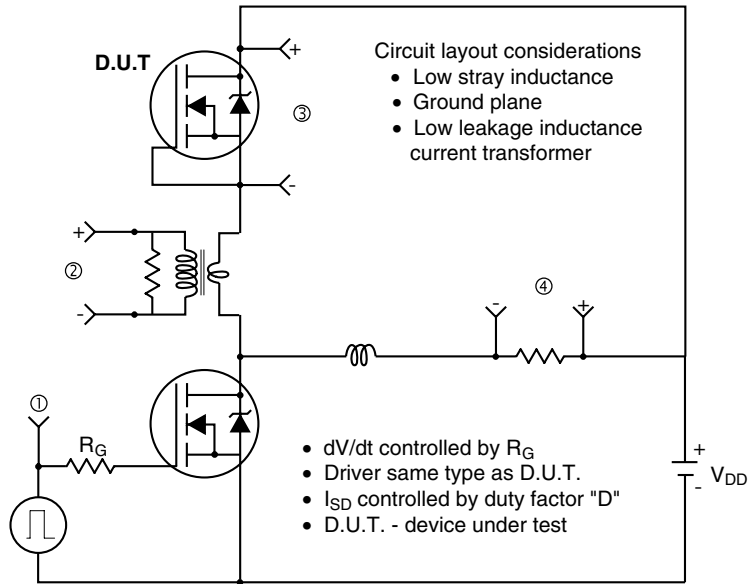 D.U.T
+
③
-
Circuit layout considerations
• Low stray inductance
• Ground plane
• Low leakage inductance
current transformer
+
②
-
④
-
+
①
R_G
• dV/dt controlled by R_G
• Driver same type as D.U.T.
• I_SD controlled by duty factor "D"
• D.U.T. - device under test
+
V_DD
-